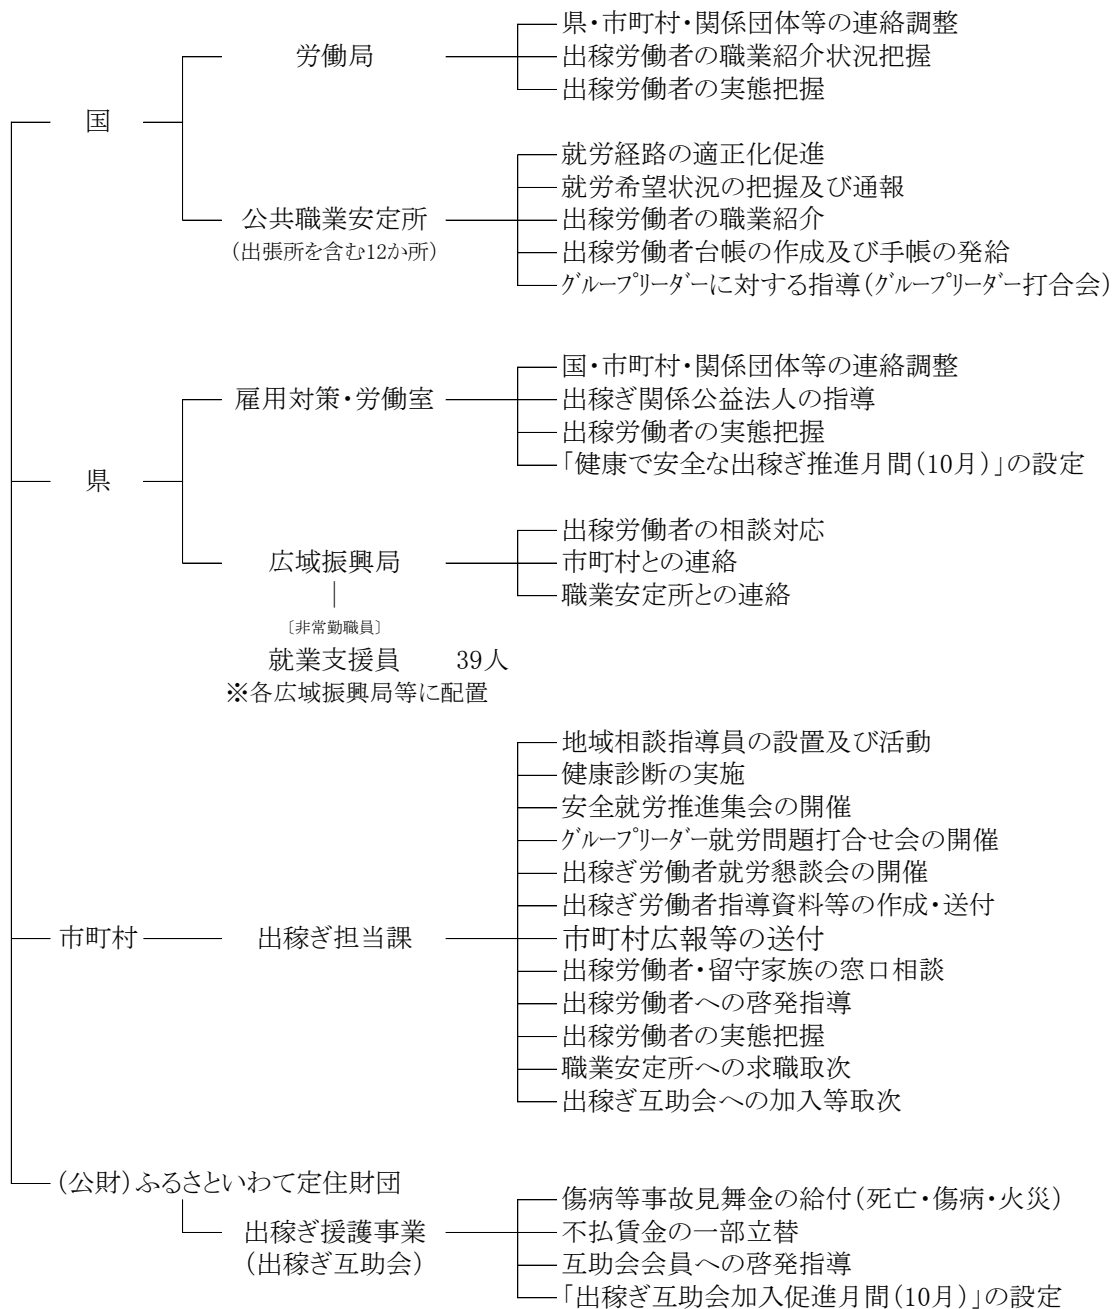 国
労働局
県・市町村・関係団体等の連絡調整
出稼労働者の職業紹介状況把握
出稼労働者の実態把握
公共職業安定所
(出張所を含む12か所)
就労経路の適正化促進
就労希望状況の把握及び通報
出稼労働者の職業紹介
出稼労働者台帳の作成及び手帳の発給
ｸﾞﾙｰﾌﾟﾘｰﾀﾞｰに対する指導(ｸﾞﾙｰﾌﾟﾘｰﾀﾞｰ打合会)
県
雇用対策・労働室
国・市町村・関係団体等の連絡調整
出稼ぎ関係公益法人の指導
出稼労働者の実態把握
「健康で安全な出稼ぎ推進月間(10月)」の設定
広域振興局
出稼労働者の相談対応
市町村との連絡
職業安定所との連絡
〔非常勤職員〕
就業支援員 39人
※各広域振興局等に配置
市町村
出稼ぎ担当課
地域相談指導員の設置及び活動
健康診断の実施
安全就労推進集会の開催
ｸﾞﾙｰﾌﾟﾘｰﾀﾞｰ就労問題打合せ会の開催
出稼ぎ労働者就労懇談会の開催
出稼ぎ労働者指導資料等の作成・送付
市町村広報等の送付
出稼労働者・留守家族の窓口相談
出稼労働者への啓発指導
出稼労働者の実態把握
職業安定所への求職取次
出稼ぎ互助会への加入等取次
(公財)ふるさといわて定住財団
出稼ぎ援護事業
(出稼ぎ互助会)
傷病等事故見舞金の給付(死亡・傷病・火災)
不払賃金の一部立替
互助会会員への啓発指導
「出稼ぎ互助会加入促進月間(10月)」の設定